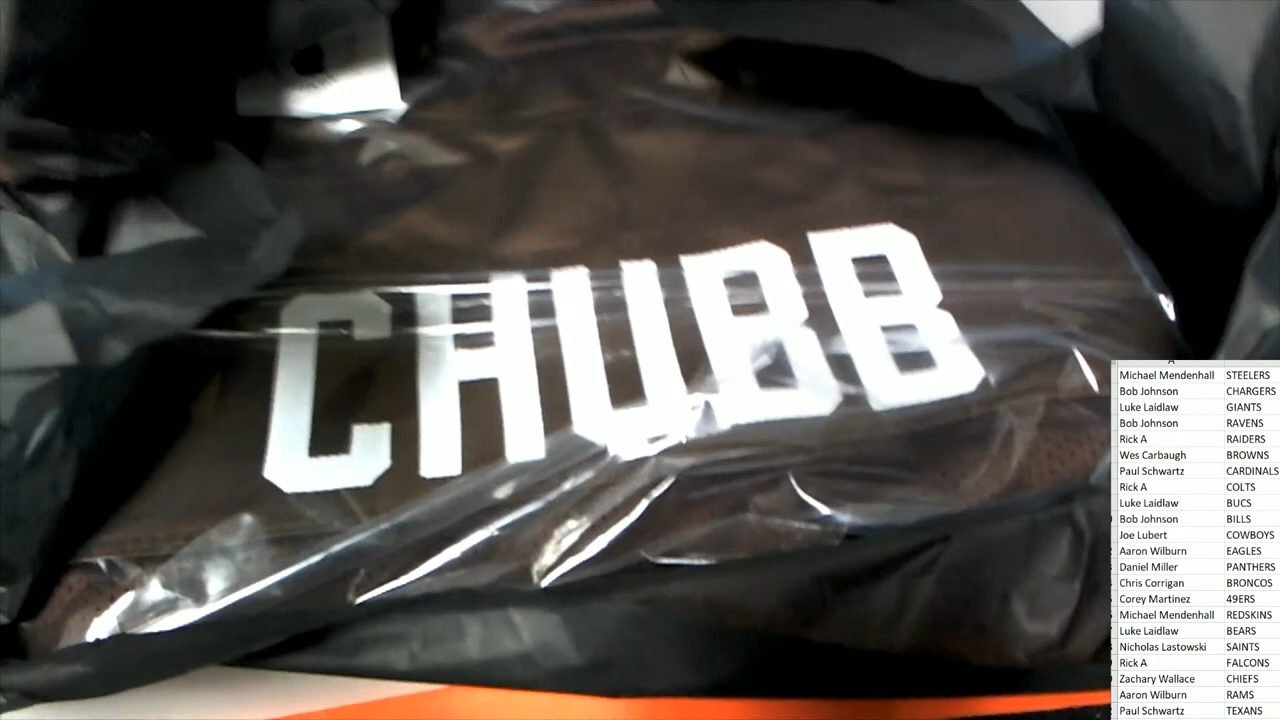 CHUBB
A
Michael Mendenhall STEELERS
Bob Johnson CHARGERS
Luke Laidlaw GIANTS
Bob Johnson RAVENS
Rick A RAIDERS
Wes Carbaugh BROWNS
Paul Schwartz CARDINALS
Rick A COLTS
Luke Laidlaw BUCS
Bob Johnson BILLS
Joe Lubert COWBOYS
Aaron Wilburn EAGLES
Daniel Miller PANTHERS
Chris Corrigan BRONCOS
Corey Martinez 49ERS
Michael Mendenhall REDSKINS
Luke Laidlaw BEARS
Nicholas Lastowski SAINTS
Rick A FALCONS
Zachary Wallace CHIEFS
Aaron Wilburn RAMS
Paul Schwartz TEXANS